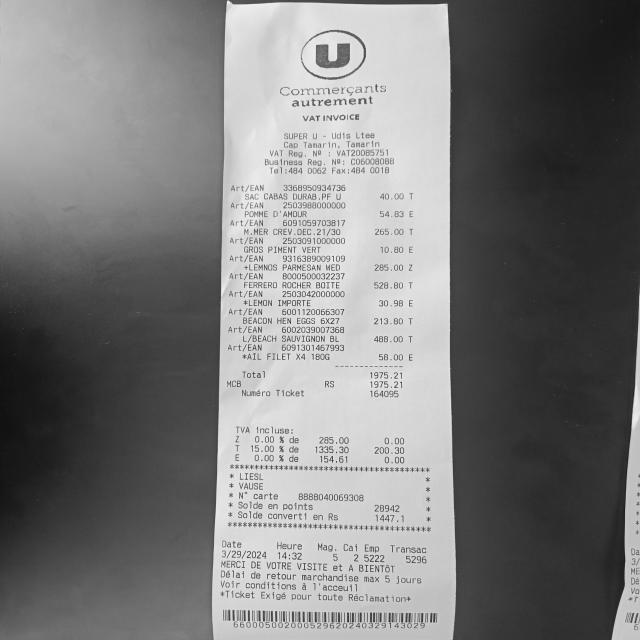 U
Commerçants
autrement
VAT INVOICE
SUPER U - Udis Ltee
Cap Tamarin, Tamarin
VAT Reg. Nº : VAT20085751
Business Reg. Nº: C06008088
Tel:484 0062 Fax:484 0018
Art/EAN 3368950934736
SAC CABAS DURAB.PF U 40.00 T
Art/EAN 2503988000000
POMME D'AMOUR 54.83 E
Art/EAN 6091059703817
M.MER CREV.DEC.21/30 265.00 T
Art/EAN 2503091000000
GROS PIMENT VERT 10.80 E
Art/EAN 9316389009109
+LEMNOS PARMESAN WED 285.00 Z
Art/EAN 8000500032237
FERRERO ROCHER BOITE 528.80 T
Art/EAN 2503042000000
*LEMON IMPORTE 30.98 E
Art/EAN 6001120066307
BEACON HEN EGGS 6X27 213.80 T
Art/EAN 6002039007368
L/BEACH SAUVIGNON BL 488.00 T
Art/EAN 6091301467993
*AIL FILET X4 180G 58.00 E
--------------
Total 1975.21
MCB RS 1975.21
Numéro Ticket 164095
TVA incluse:
Z 0.00 % de 285.00 0.00
T 15.00 % de 1335.30 200.30
E 0.00 % de 154.61 0.00
****************************************
* LIESL *
* VAUSE *
* N° carte 8888040069308 *
* Solde en points 28942 *
* Solde converti en Rs 1447.1 *
****************************************
Date Heure Mag. Cai Emp Transac
3/29/2024 14:32 5 2 5222 5296
MERCI DE VOTRE VISITE et A BIENTÔT
Délai de retour marchandise max 5 jours
Voir conditions à l'acceuil
*Ticket Exigé pour toute Réclamation*
660005002000529620240329143029